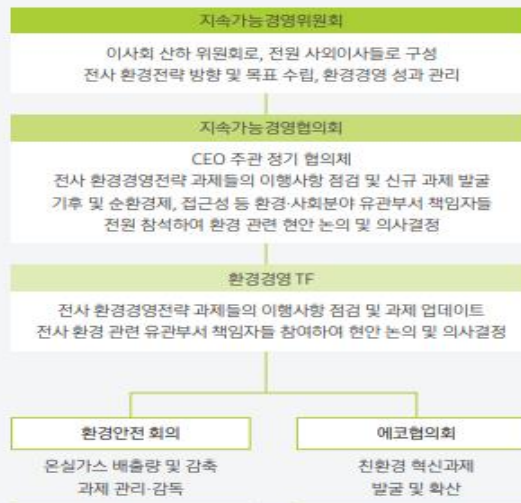 지속가능경영위원회
이사회 산하 위원회로, 전원 사외이사들로 구성
전사 환경전략 방향 및 목표 수립, 환경경영 성과 관리
지속가능경영협의회
CEO 주관 정기 협의체
전사 환경경영전략 과제들의 이행사항 점검 및 신규 과제 발굴
기후 및 순환경제, 접근성 등 환경·사회분야 유관부서 책임자들
전원 참석하여 환경 관련 현안 논의 및 의사결정
환경경영 TF
전사 환경경영전략 과제들의 이행사항 점검 및 과제 업데이트
전사 환경 관련 유관부서 책임자들 참여하여 현안 논의 및 의사결정
환경안전 회의
온실가스 배출량 및 감축
과제 관리·감독
에코협의회
친환경 혁신과제
발굴 및 확산